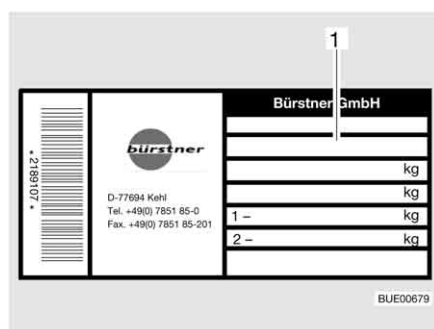 1
Bürstner GmbH
* 2189107 *
bürstner
D-77694 Kehl
Tel. +49(0) 7851 85-0
Fax. +49(0) 7851 85-201
kg
kg
1 – kg
2 – kg
BUE00679